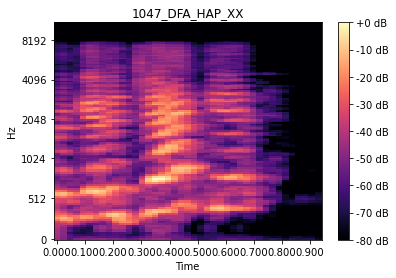 1047_DFA_HAP_XX
8192
4096
2048
1024
512
0
Hz
0.0000.1000.2000.3000.4000.5000.6000.7000.8000.900
Time
+0 dB
-10 dB
-20 dB
-30 dB
-40 dB
-50 dB
-60 dB
-70 dB
-80 dB